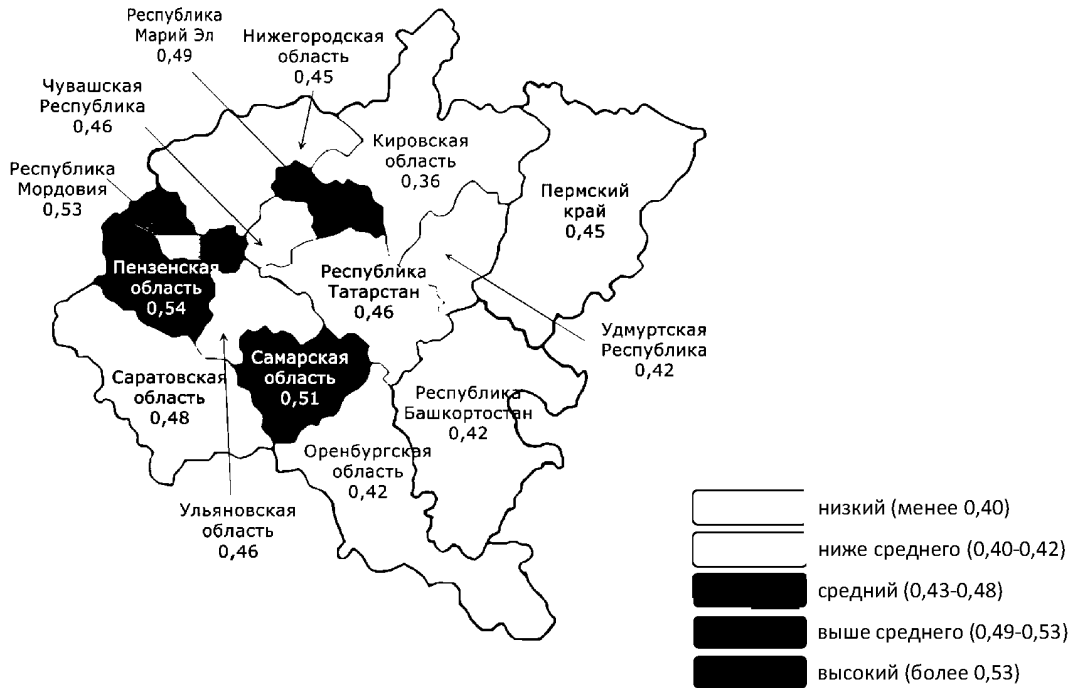 Республика
Марий Эл
0,49
Нижегородская
область
0,45
Чувашская
Республика
0,46
Кировская
область
0,36
Республика
Мордовия
0,53
Пермский
край
0,45
Пензенская
область
0,54
Республика
Татарстан
0,46
Удмуртская
Республика
0,42
Самарская
область
0,51
Саратовская
область
0,48
Республика
Башкортостан
0,42
Оренбургская
область
0,42
Ульяновская
область
0,46
низкий (менее 0,40)
ниже среднего (0,40-0,42)
средний (0,43-0,48)
выше среднего (0,49-0,53)
высокий (более 0,53)